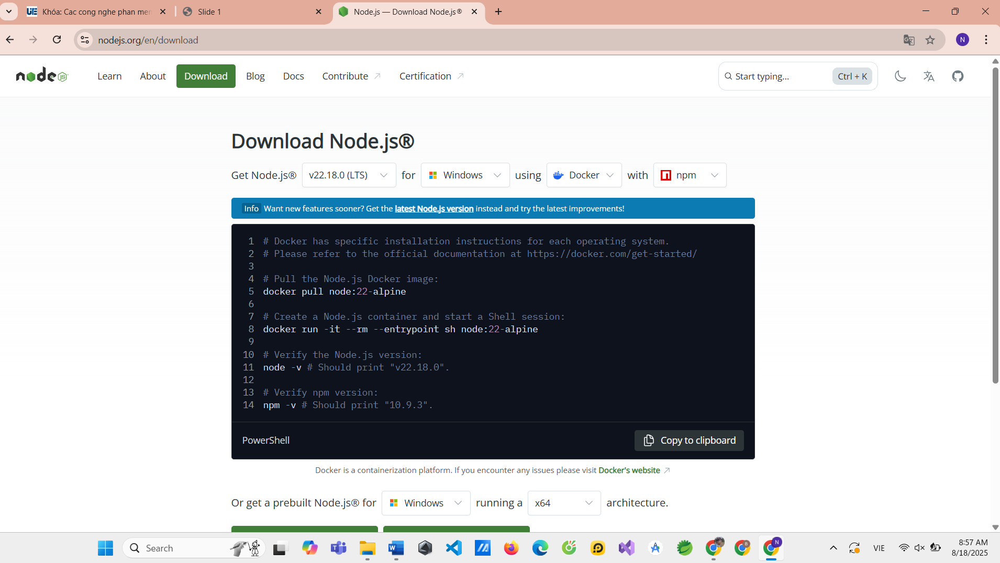 Khóa: Cac cong nghe phan men
Slide 1
Node.js — Download Node.js®
nodejs.org/en/download
N
node JS
Learn
About
Download
Blog
Docs
Contribute
Certification
Start typing...
Ctrl + K
Download Node.js®
Get Node.js® v22.18.0 (LTS) for Windows using Docker with npm
Info Want new features sooner? Get the latest Node.js version instead and try the latest improvements!
1 # Docker has specific installation instructions for each operating system.
2 # Please refer to the official documentation at https://docker.com/get-started/
3
4 # Pull the Node.js Docker image:
5 docker pull node:22-alpine
6
7 # Create a Node.js container and start a Shell session:
8 docker run -it --rm --entrypoint sh node:22-alpine
9
10 # Verify the Node.js version:
11 node -v # Should print "v22.18.0".
12
13 # Verify npm version:
14 npm -v # Should print "10.9.3".
PowerShell
Copy to clipboard
Docker is a containerization platform. If you encounter any issues please visit Docker's website
Or get a prebuilt Node.js® for Windows running a x64 architecture.
Search
VIE
8:57 AM
8/18/2025